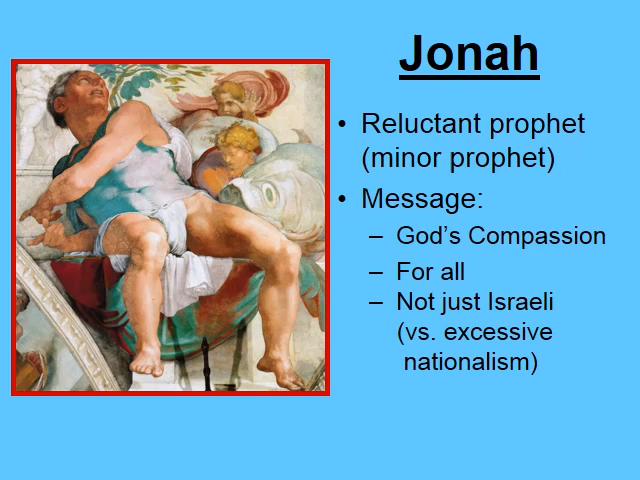 Jonah
• Reluctant prophet
(minor prophet)
• Message:
– God's Compassion
– For all
– Not just Israeli
(vs. excessive
nationalism)